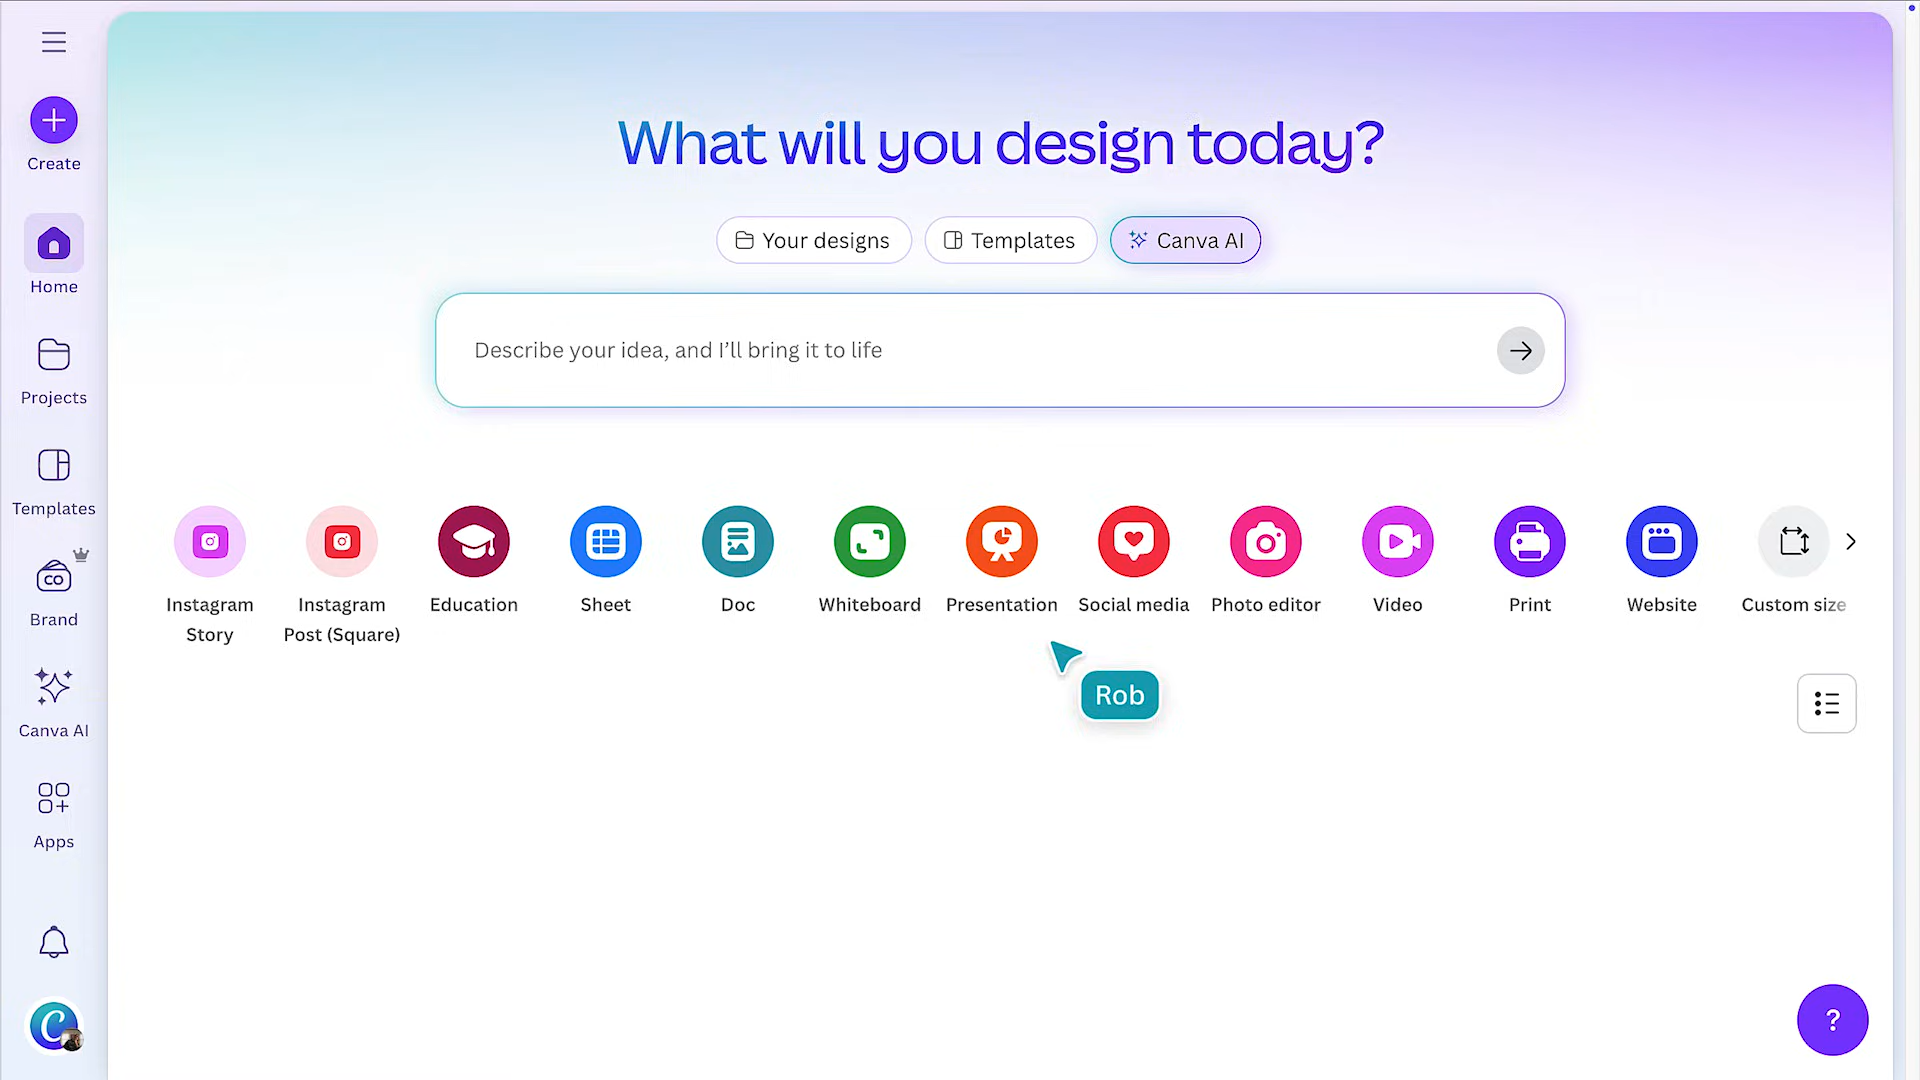 What will you design today?
Your designs
Templates
Canva AI
Describe your idea, and I'll bring it to life
Create
Home
Projects
Templates
CO
Brand
Canva AI
Apps
Instagram
Story
Instagram
Post (Square)
Education
Sheet
Doc
Whiteboard
Presentation
Social media
Photo editor
Video
Print
Website
Custom size
Rob
C
?